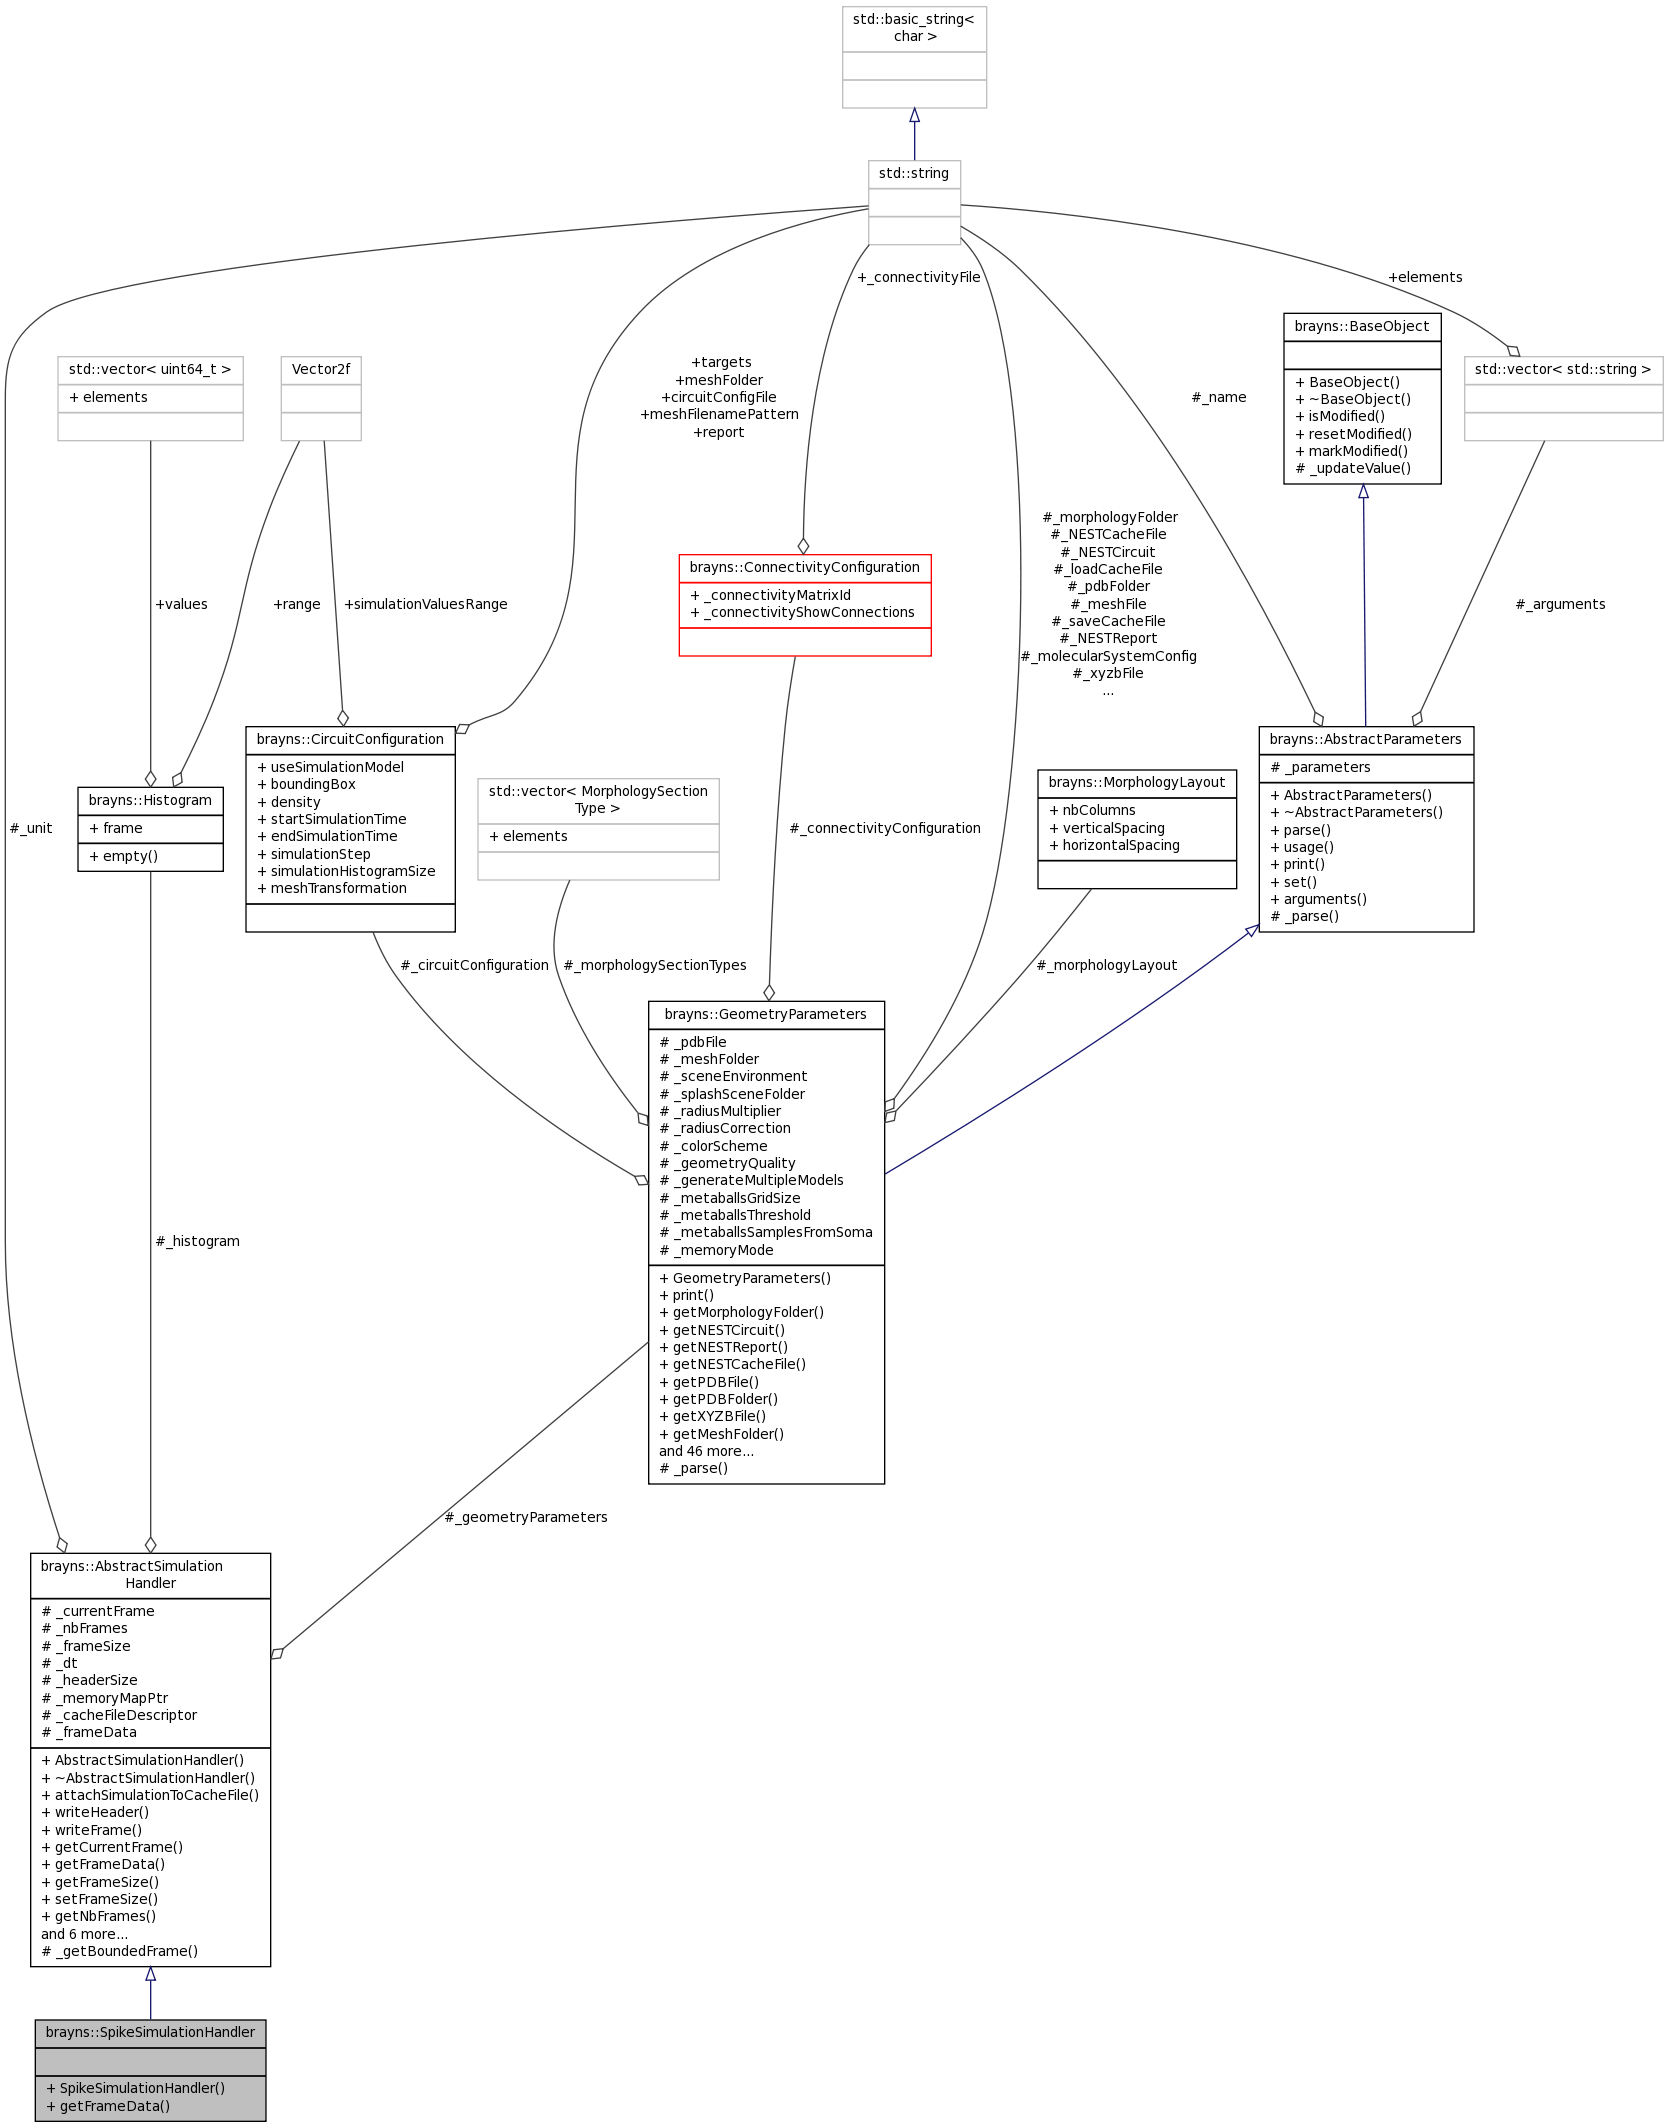 std::basic_string<
char >
std::string
+_connectivityFile
+elements
brayns::BaseObject
+ BaseObject()
+ ~BaseObject()
+ isModified()
+ resetModified()
+ markModified()
# _updateValue()
std::vector< uint64_t >
+ elements
Vector2f
+targets
+meshFolder
+circuitConfigFile
+meshFilenamePattern
+report
#_name
std::vector< std::string >
#_morphologyFolder
#_NESTCacheFile
#_NESTCircuit
#_loadCacheFile
#_pdbFolder
#_meshFile
#_saveCacheFile
#_NESTReport
#_molecularSystemConfig
#_xyzbFile
...
brayns::ConnectivityConfiguration
+ _connectivityMatrixId
+ _connectivityShowConnections
+values
+range
+simulationValuesRange
#_arguments
brayns::CircuitConfiguration
+ useSimulationModel
+ boundingBox
+ density
+ startSimulationTime
+ endSimulationTime
+ simulationStep
+ simulationHistogramSize
+ meshTransformation
brayns::AbstractParameters
# _parameters
+ AbstractParameters()
+ ~AbstractParameters()
+ parse()
+ usage()
+ print()
+ set()
+ arguments()
# _parse()
brayns::Histogram
+ frame
+ empty()
std::vector< MorphologySection
Type >
+ elements
brayns::MorphologyLayout
+ nbColumns
+ verticalSpacing
+ horizontalSpacing
#_unit
#_connectivityConfiguration
#_circuitConfiguration
#_morphologySectionTypes
#_morphologyLayout
brayns::GeometryParameters
# _pdbFile
# _meshFolder
# _sceneEnvironment
# _splashSceneFolder
# _radiusMultiplier
# _radiusCorrection
# _colorScheme
# _geometryQuality
# _generateMultipleModels
# _metaballsGridSize
# _metaballsThreshold
# _metaballsSamplesFromSoma
# _memoryMode
+ GeometryParameters()
+ print()
+ getMorphologyFolder()
+ getNESTCircuit()
+ getNESTReport()
+ getNESTCacheFile()
+ getPDBFile()
+ getPDBFolder()
+ getXYZBFile()
+ getMeshFolder()
and 46 more...
# _parse()
#_histogram
#_geometryParameters
brayns::AbstractSimulation
Handler
# _currentFrame
# _nbFrames
# _frameSize
# _dt
# _headerSize
# _memoryMapPtr
# _cacheFileDescriptor
# _frameData
+ AbstractSimulationHandler()
+ ~AbstractSimulationHandler()
+ attachSimulationToCacheFile()
+ writeHeader()
+ writeFrame()
+ getCurrentFrame()
+ getFrameData()
+ getFrameSize()
+ setFrameSize()
+ getNbFrames()
and 6 more...
# _getBoundedFrame()
brayns::SpikeSimulationHandler
+ SpikeSimulationHandler()
+ getFrameData()